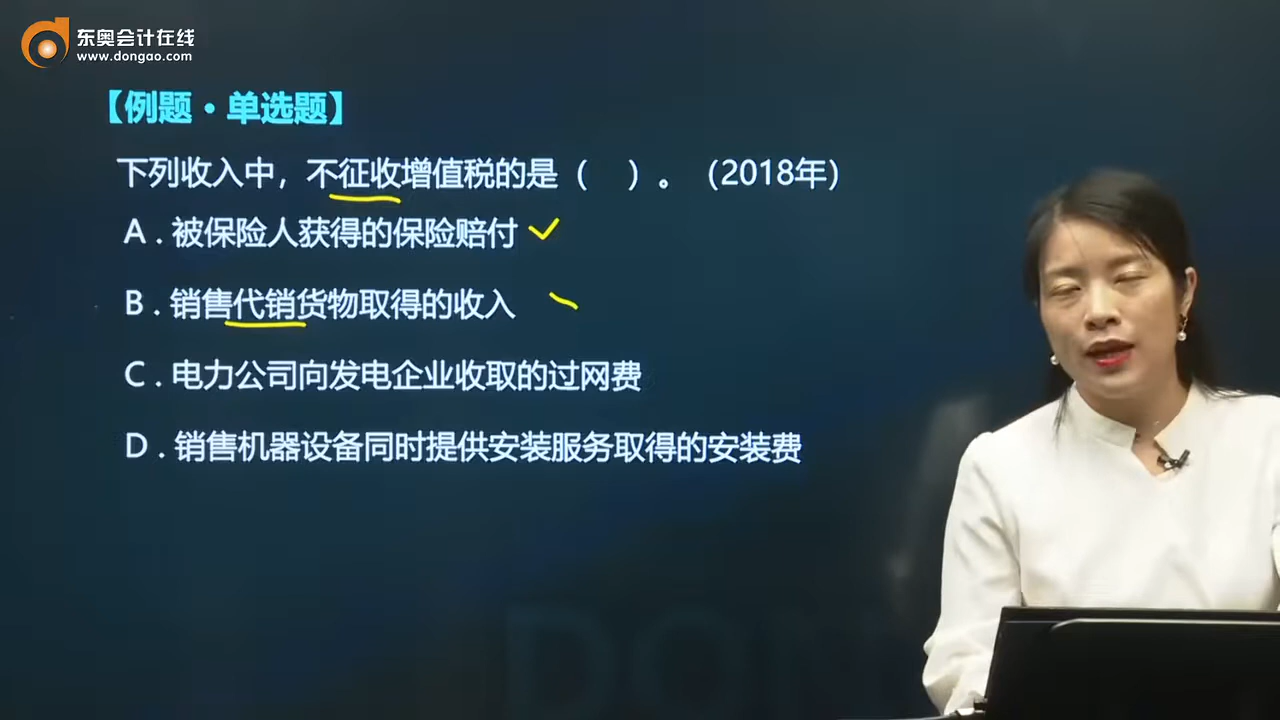 东奥会计在线
www.dongao.com
【例题·单选题】
下列收入中，不征收增值税的是（ ）。（2018年）
A．被保险人获得的保险赔付
B．销售代销货物取得的收入
C．电力公司向发电企业收取的过网费
D．销售机器设备同时提供安装服务取得的安装费
DON